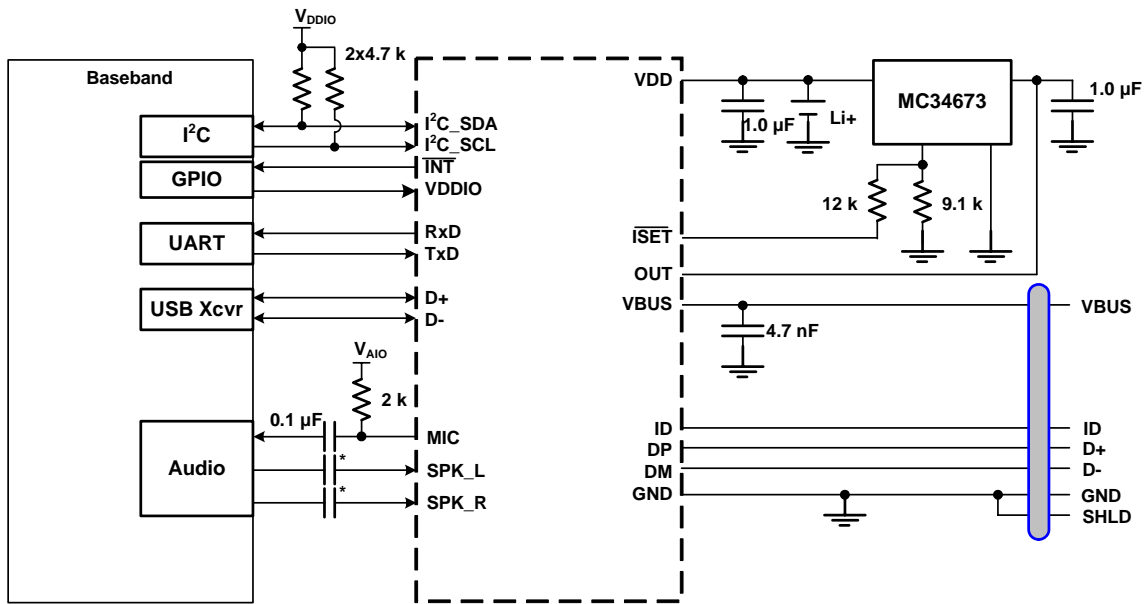 V_DDIO
2x4.7 k
Baseband
I²C
GPIO
UART
USB Xcvr
Audio
I²C_SDA
I²C_SCL
INT
VDDIO
RxD
TxD
D+
D-
V_AIO
2 k
0.1 µF
*
*
MIC
SPK_L
SPK_R
VDD
ISET
OUT
VBUS
ID
DP
DM
GND
1.0 µF
Li+
MC34673
1.0 µF
12 k
9.1 k
4.7 nF
VBUS
ID
D+
D-
GND
SHLD